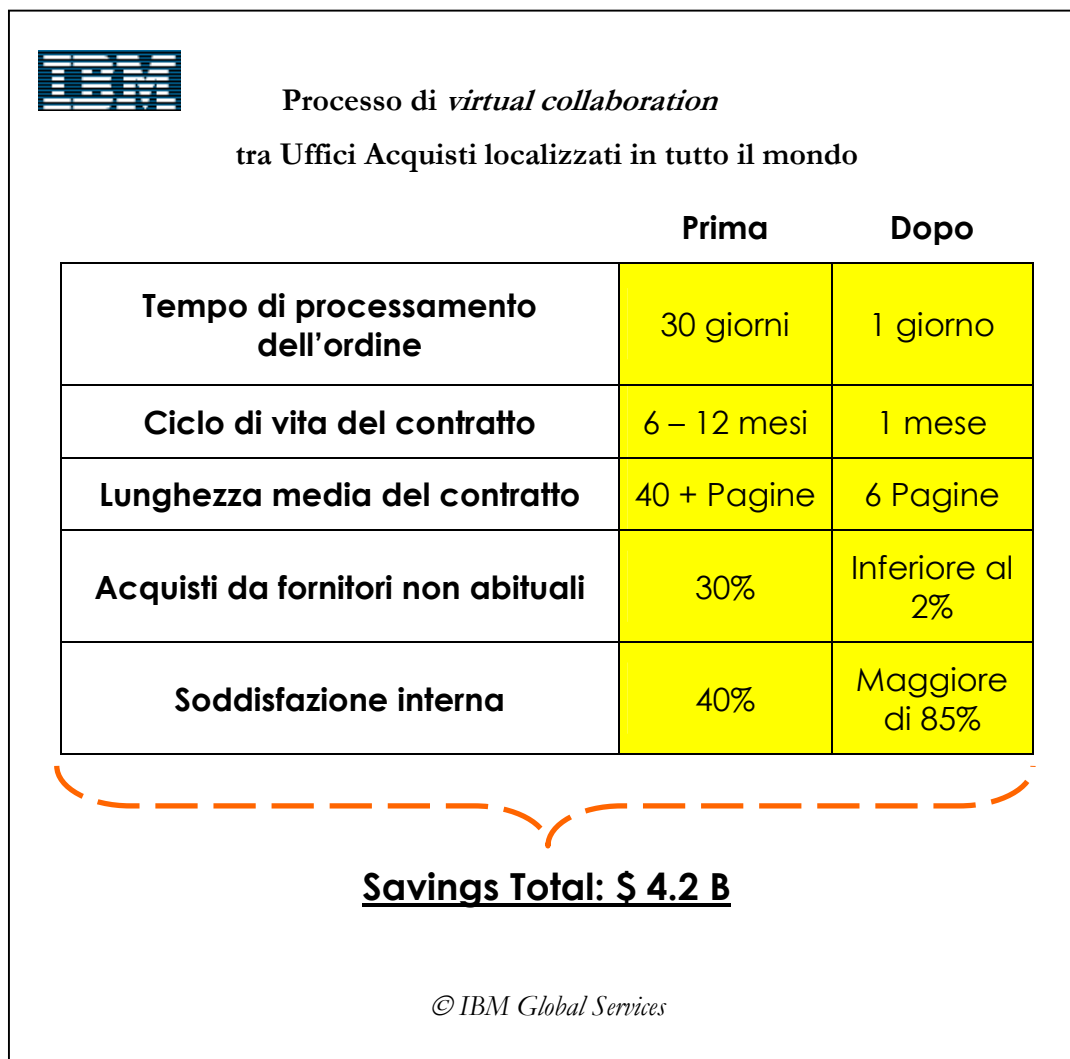 IBM
Processo di virtual collaboration
tra Uffici Acquisti localizzati in tutto il mondo
Prima Dopo
Tempo di processamento
dell’ordine
30 giorni 1 giorno
Ciclo di vita del contratto 6 – 12 mesi 1 mese
Lunghezza media del contratto 40 + Pagine 6 Pagine
Acquisti da fornitori non abituali 30% Inferiore al
2%
Soddisfazione interna 40% Maggiore
di 85%
Savings Total: $ 4.2 B
© IBM Global Services